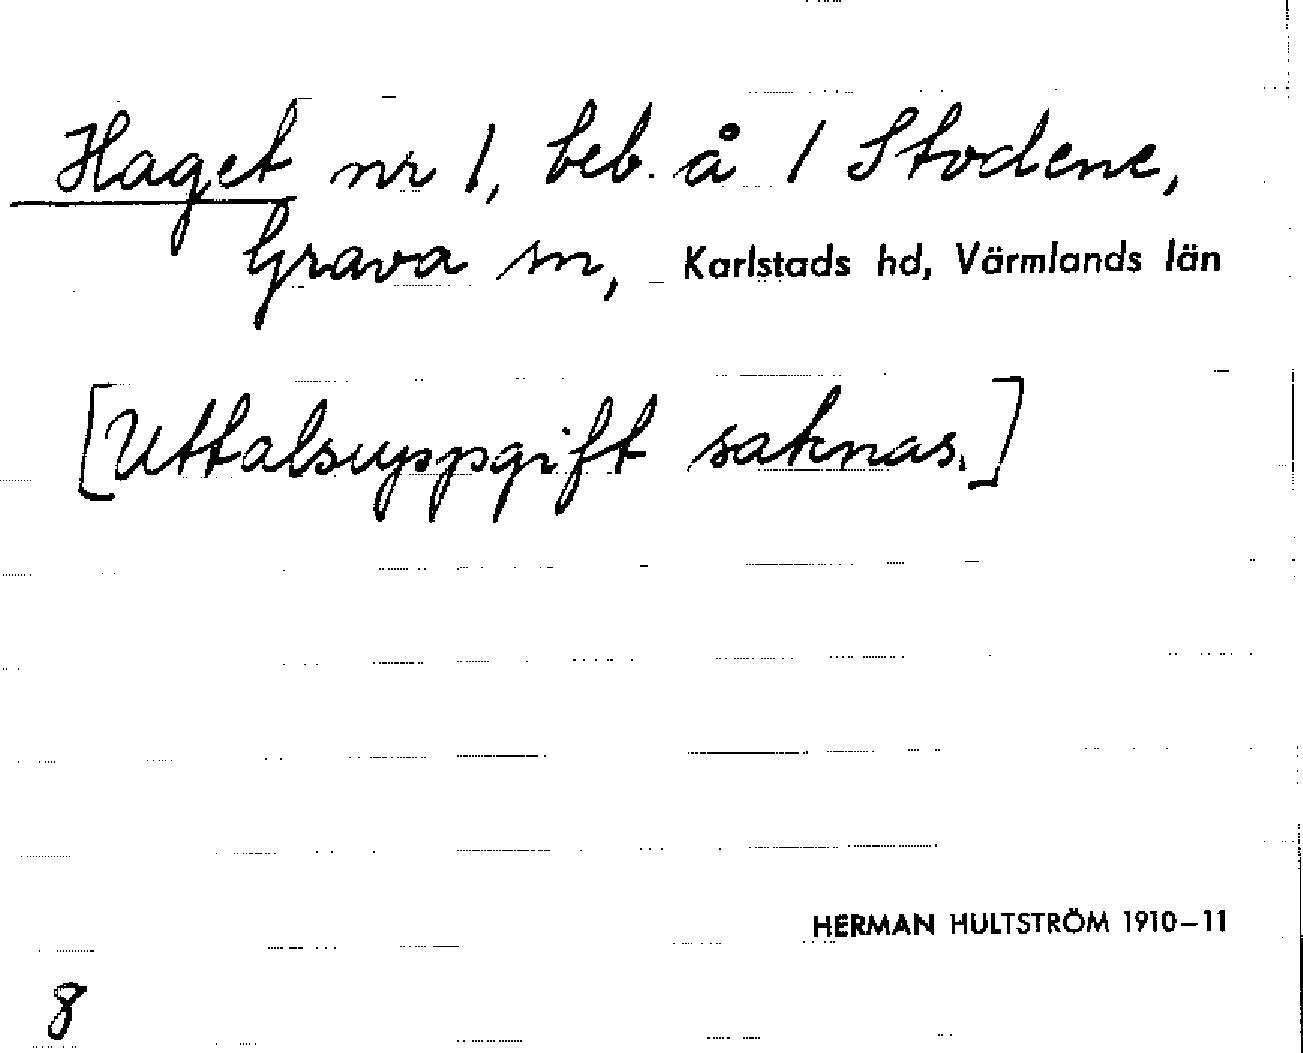 Haget nr 1, beb. å 1 Stodene,
Grava sn, Karlstads hd, Värmlands län
[Uttalsuppgift saknas.]
HERMAN HULTSTRÖM 1910–11
8